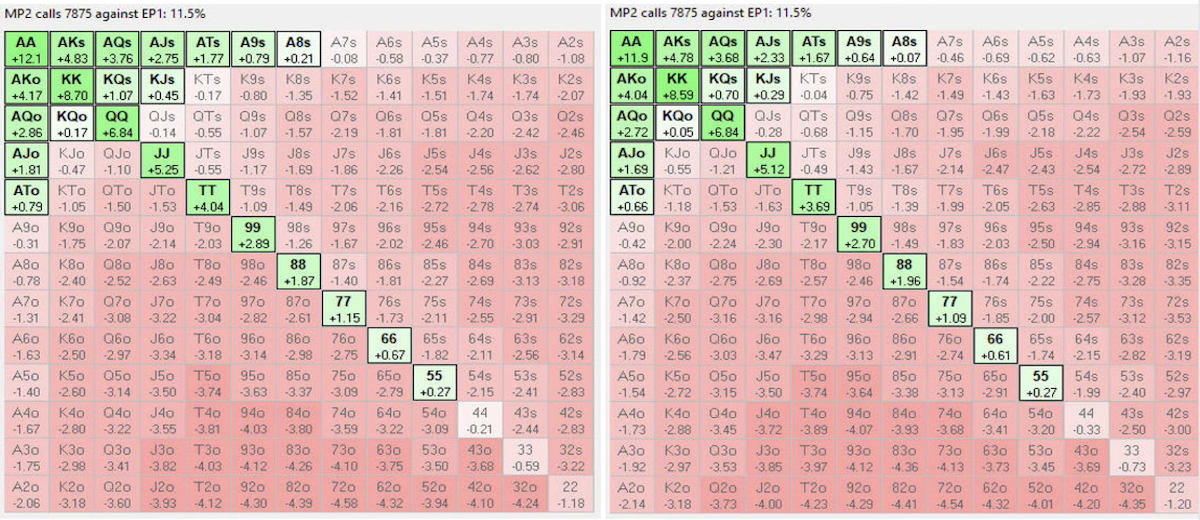 MP2 calls 7875 against EP1: 11.5%
AA AKs AQs AJs ATs A9s A8s A7s A6s A5s A4s A3s A2s
+12.1 +4.83 +3.76 +2.75 +1.77 +0.79 +0.21 -0.08 -0.58 -0.37 -0.77 -0.80 -1.08
AKo KK KQs KJs KTs K9s K8s K7s K6s K5s K4s K3s K2s
+4.17 +8.70 +1.07 +0.45 -0.17 -0.80 -1.35 -1.52 -1.41 -1.51 -1.74 -1.74 -2.07
AQo KQo QQ QJs QTs Q9s Q8s Q7s Q6s Q5s Q4s Q3s Q2s
+2.86 +0.17 +6.84 -0.14 -0.55 -1.07 -1.57 -2.19 -1.81 -1.81 -2.20 -2.42 -2.46
AJo KJo QJo JJ JTs J9s J8s J7s J6s J5s J4s J3s J2s
+1.81 -0.47 -1.10 +5.25 -0.55 -1.17 -1.69 -1.86 -2.26 -2.54 -2.56 -2.62 -2.80
ATo KTo QTo JTo TT T9s T8s T7s T6s T5s T4s T3s T2s
+0.79 -1.05 -1.50 -1.53 +4.04 -1.09 -1.49 -2.06 -2.16 -2.72 -2.78 -2.74 -3.06
A9o K9o Q9o J9o T9o 99 98s 97s 96s 95s 94s 93s 92s
-0.31 -1.75 -2.07 -2.14 -2.03 +2.89 -1.26 -1.67 -2.02 -2.46 -2.70 -3.03 -2.91
A8o K8o Q8o J8o T8o 98o 88 87s 86s 85s 84s 83s 82s
-0.78 -2.40 -2.52 -2.63 -2.49 -2.46 +1.87 -1.40 -1.81 -2.27 -2.69 -3.13 -3.18
A7o K7o Q7o J7o T7o 97o 87o 77 76s 75s 74s 73s 72s
-1.31 -2.41 -3.08 -3.22 -3.04 -2.82 -2.61 +1.15 -1.73 -2.11 -2.55 -2.91 -3.29
A6o K6o Q6o J6o T6o 96o 86o 76o 66 65s 64s 63s 62s
-1.63 -2.50 -2.97 -3.34 -3.18 -3.14 -2.98 -2.75 +0.67 -1.82 -2.11 -2.56 -3.14
A5o K5o Q5o J5o T5o 95o 85o 75o 65o 55 54s 53s 52s
-1.40 -2.60 -3.14 -3.50 -3.74 -3.63 -3.37 -3.09 -2.79 +0.27 -2.15 -2.41 -2.83
A4o K4o Q4o J4o T4o 94o 84o 74o 64o 54o 44 43s 42s
-1.67 -2.80 -3.22 -3.55 -3.81 -4.03 -3.80 -3.59 -3.22 -3.09 -0.21 -2.44 -2.83
A3o K3o Q3o J3o T3o 93o 83o 73o 63o 53o 43o 33 32s
-1.75 -2.98 -3.41 -3.82 -4.03 -4.12 -4.26 -4.10 -3.75 -3.50 -3.68 -0.59 -3.22
A2o K2o Q2o J2o T2o 92o 82o 72o 62o 52o 42o 32o 22
-2.06 -3.18 -3.60 -3.93 -4.12 -4.30 -4.39 -4.58 -4.32 -3.94 -4.10 -4.24 -1.18
MP2 calls 7875 against EP1: 11.5%
AA AKs AQs AJs ATs A9s A8s A7s A6s A5s A4s A3s A2s
+11.9 +4.78 +3.68 +2.33 +1.67 +0.64 +0.07 -0.46 -0.69 -0.62 -0.71 -1.07 -1.16
AKo KK KQs KJs KTs K9s K8s K7s K6s K5s K4s K3s K2s
+4.04 +8.59 +0.70 +0.29 -0.04 -0.75 -1.42 -1.49 -1.43 -1.63 -1.73 -1.93 -1.93
AQo KQo QQ QJs QTs Q9s Q8s Q7s Q6s Q5s Q4s Q3s Q2s
+2.72 +0.05 +6.84 -0.28 -0.68 -1.15 -1.70 -1.95 -1.99 -2.18 -2.22 -2.54 -2.59
AJo KJo QJo JJ JTs J9s J8s J7s J6s J5s J4s J3s J2s
+1.69 -0.55 -1.21 +5.12 -0.49 -1.43 -1.67 -2.14 -2.47 -2.43 -2.54 -2.72 -2.89
ATo KTo QTo JTo TT T9s T8s T7s T6s T5s T4s T3s T2s
+0.66 -1.18 -1.53 -1.63 +3.69 -1.05 -1.39 -1.99 -2.05 -2.63 -2.85 -2.88 -3.11
A9o K9o Q9o J9o T9o 99 98s 97s 96s 95s 94s 93s 92s
-0.42 -2.00 -2.24 -2.30 -2.17 +2.70 -1.49 -1.83 -2.03 -2.50 -2.94 -3.16 -3.15
A8o K8o Q8o J8o T8o 98o 88 87s 86s 85s 84s 83s 82s
-0.92 -2.37 -2.75 -2.69 -2.57 -2.46 +1.96 -1.54 -1.74 -2.22 -2.75 -3.28 -3.35
A7o K7o Q7o J7o T7o 97o 87o 77 76s 75s 74s 73s 72s
-1.42 -2.50 -3.16 -3.16 -2.98 -2.94 -2.66 +1.09 -1.85 -2.00 -2.57 -3.12 -3.53
A6o K6o Q6o J6o T6o 96o 86o 76o 66 65s 64s 63s 62s
-1.79 -2.56 -3.03 -3.47 -3.29 -3.13 -2.91 -2.74 +0.61 -1.74 -2.15 -2.82 -3.19
A5o K5o Q5o J5o T5o 95o 85o 75o 65o 55 54s 53s 52s
-1.54 -2.72 -3.15 -3.50 -3.74 -3.64 -3.38 -3.13 -2.91 +0.27 -1.99 -2.40 -2.97
A4o K4o Q4o J4o T4o 94o 84o 74o 64o 54o 44 43s 42s
-1.73 -2.88 -3.45 -3.72 -3.89 -4.07 -3.93 -3.68 -3.41 -3.20 -0.33 -2.50 -3.00
A3o K3o Q3o J3o T3o 93o 83o 73o 63o 53o 43o 33 32s
-1.92 -2.97 -3.53 -3.85 -3.97 -4.12 -4.36 -4.13 -3.73 -3.45 -3.69 -0.73 -3.23
A2o K2o Q2o J2o T2o 92o 82o 72o 62o 52o 42o 32o 22
-2.14 -3.18 -3.73 -4.00 -4.23 -4.29 -4.41 -4.54 -4.32 -4.01 -4.20 -4.35 -1.20